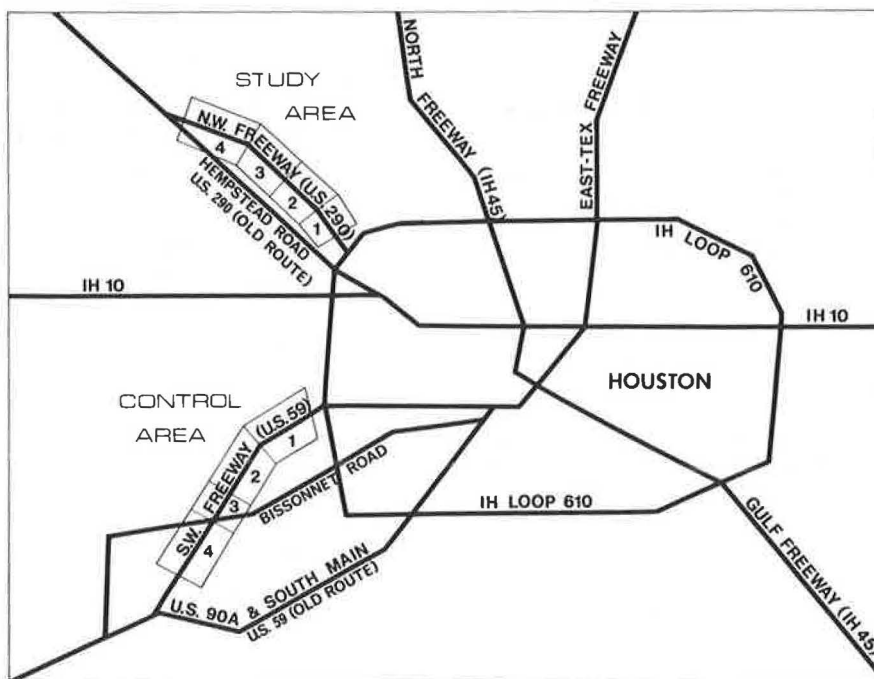 STUDY
AREA
N.W. FREEWAY (U.S. 290)
4
3
2
1
HEMPSTEAD ROAD
U.S. 290 (OLD ROUTE)
NORTH FREEWAY (IH45)
EAST-TEX FREEWAY
IH LOOP 610
IH 10
IH 10
HOUSTON
CONTROL
AREA
S.W. FREEWAY (U.S. 59)
1
2
3
4
BISSONNET ROAD
IH LOOP 610
U.S. 90A & SOUTH MAIN
U.S. 59 (OLD ROUTE)
GULF FREEWAY (IH 45)